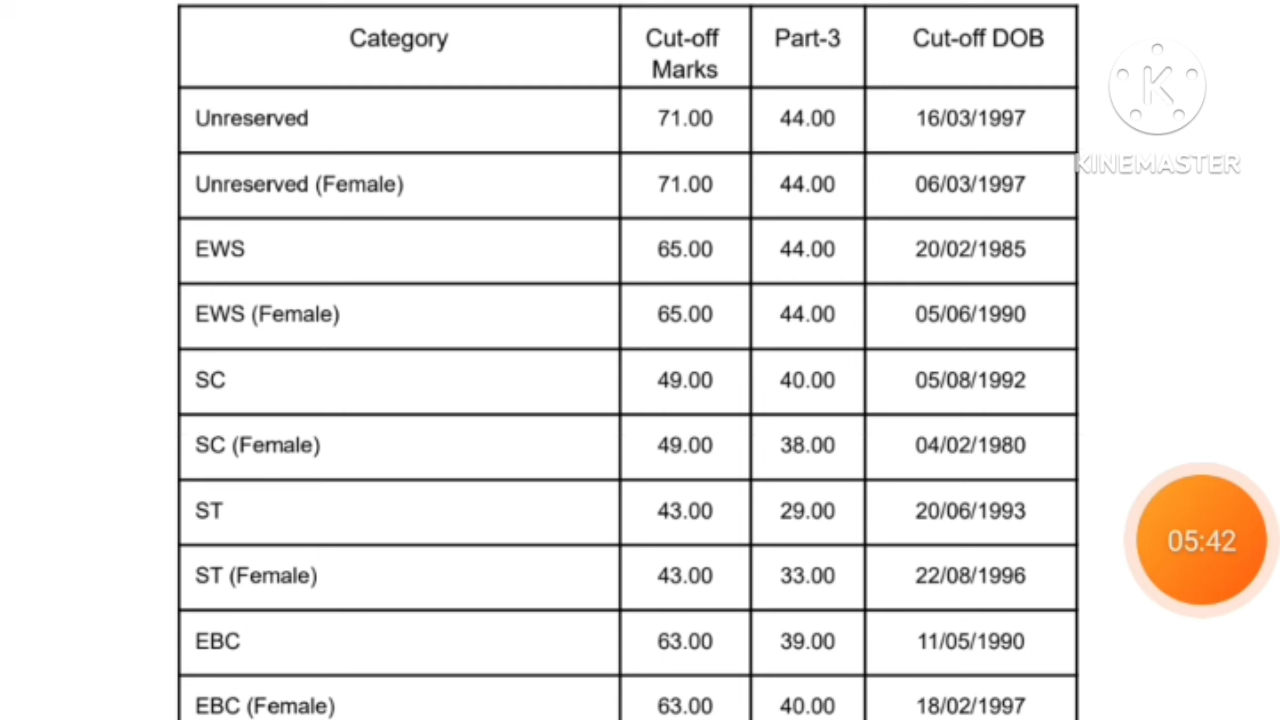 Category Cut-off Marks Part-3 Cut-off DOB
Unreserved 71.00 44.00 16/03/1997
Unreserved (Female) 71.00 44.00 06/03/1997
EWS 65.00 44.00 20/02/1985
EWS (Female) 65.00 44.00 05/06/1990
SC 49.00 40.00 05/08/1992
SC (Female) 49.00 38.00 04/02/1980
ST 43.00 29.00 20/06/1993
ST (Female) 43.00 33.00 22/08/1996
EBC 63.00 39.00 11/05/1990
EBC (Female) 63.00 40.00 18/02/1997
K
KINEMASTER
05:42